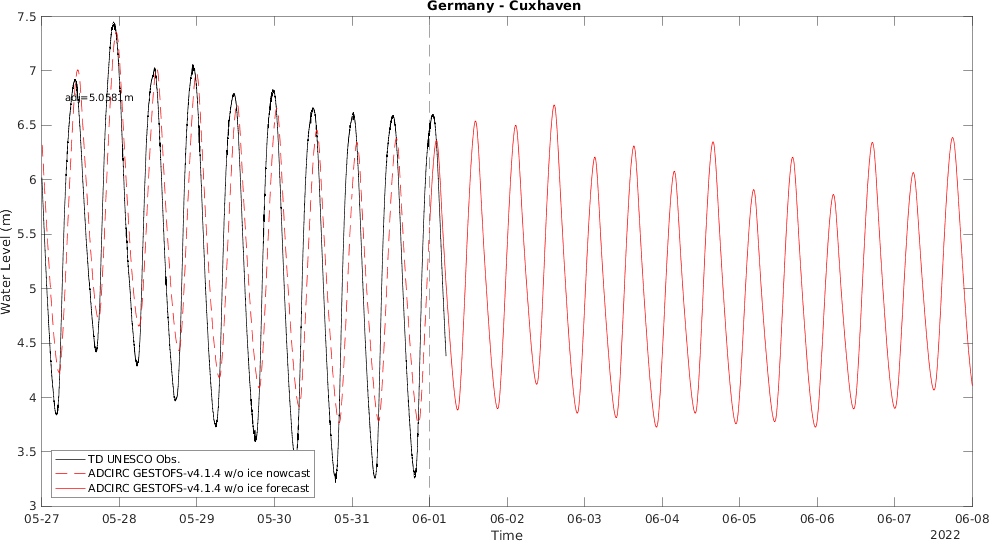 Germany - Cuxhaven
7.5
7
6.5
6
5.5
5
4.5
4
3.5
3
Water Level (m)
adj=5.0581m
TD UNESCO Obs.
ADCIRC GESTOFS-v4.1.4 w/o ice nowcast
ADCIRC GESTOFS-v4.1.4 w/o ice forecast
05-27 05-28 05-29 05-30 05-31 06-01 06-02 06-03 06-04 06-05 06-06 06-07 06-08
Time
2022